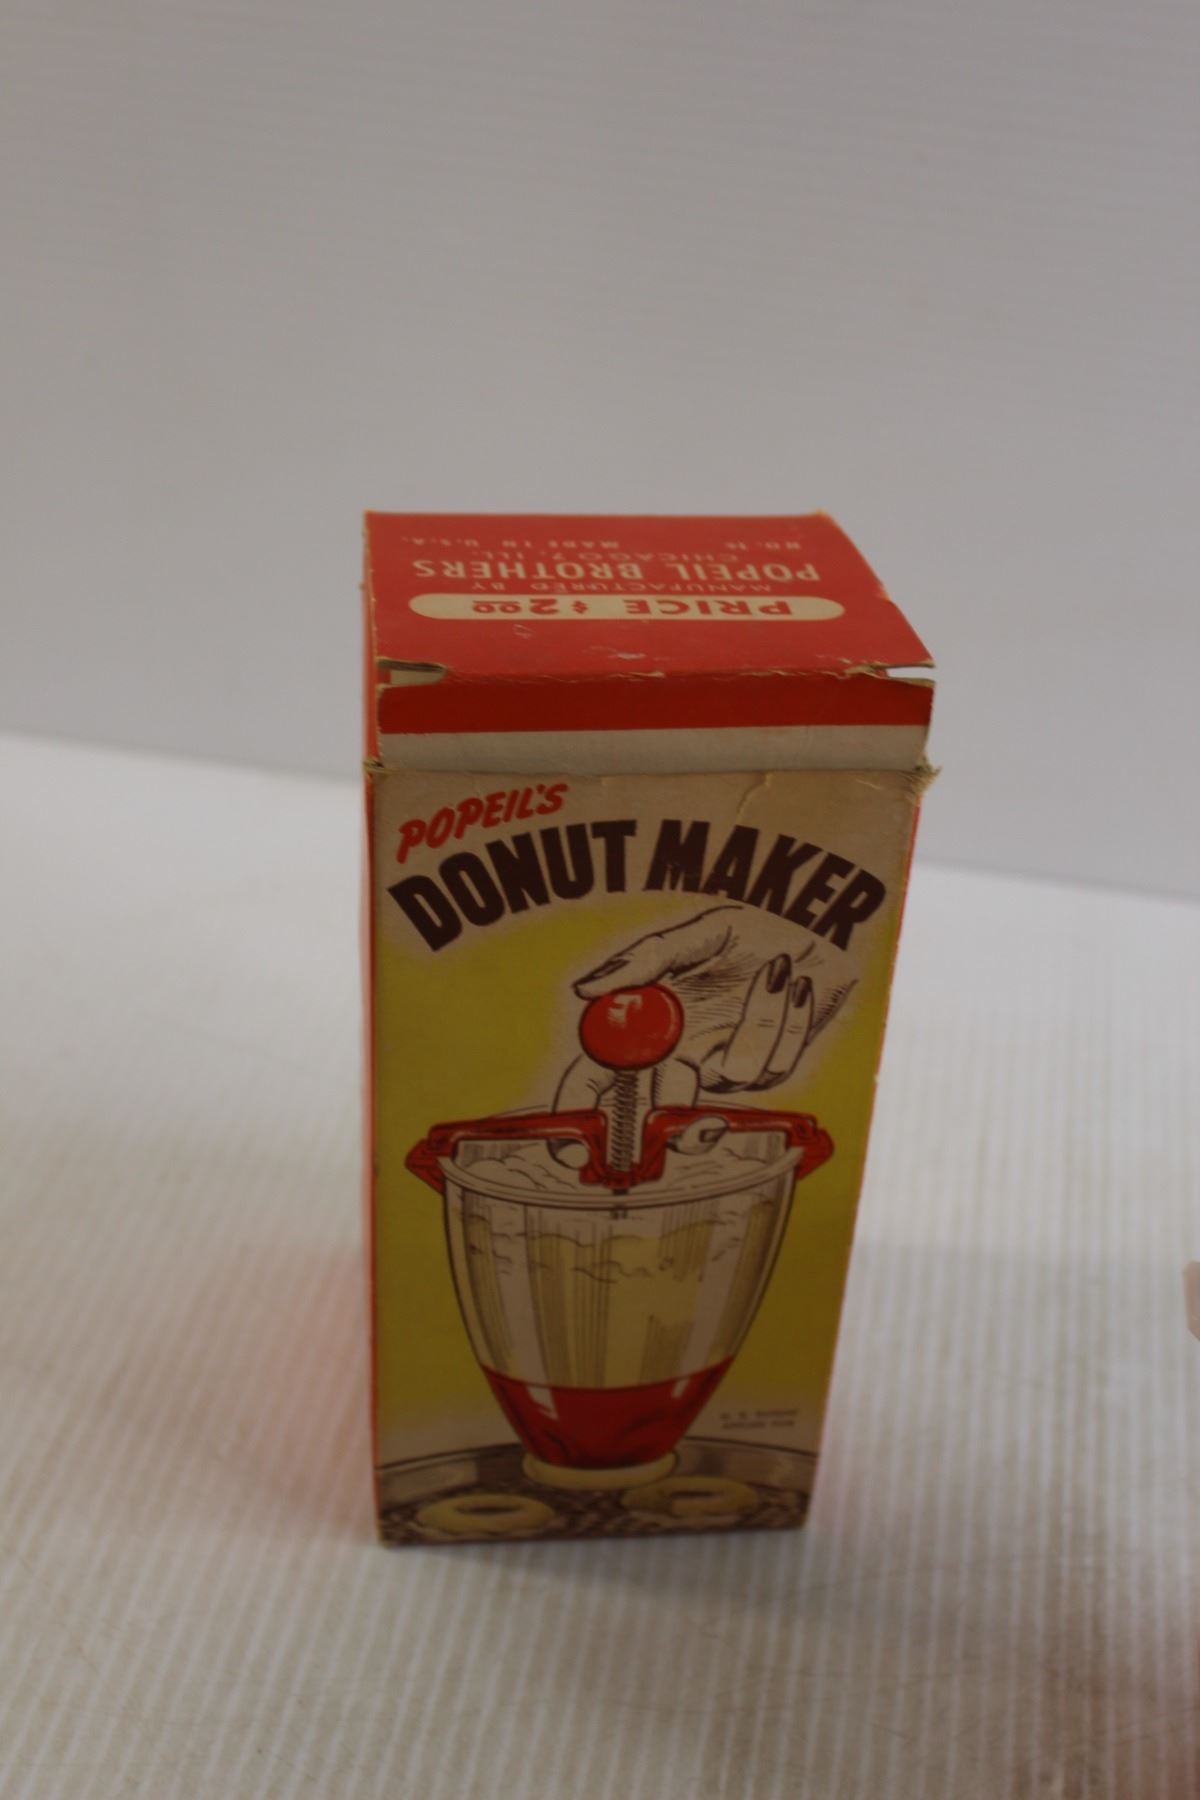 PRICE $2.00
MANUFACTURED BY
POPEIL BROTHERS
CHICAGO 7, ILL.
MADE IN U.S.A.
POPEIL'S
DONUT MAKER